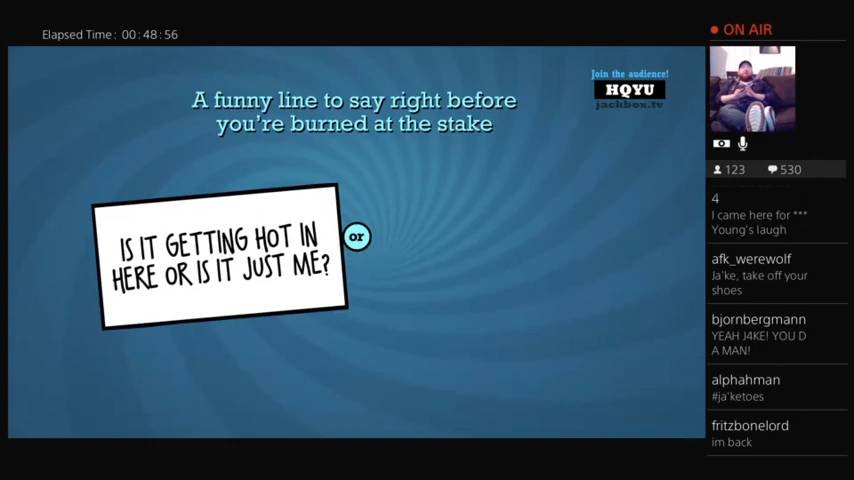 Elapsed Time: 00:48:56
ON AIR
A funny line to say right before
you're burned at the stake
Join the audience!
HQYU
jackbox.tv
IS IT GETTING HOT IN
HERE OR IS IT JUST ME?
or
123
530
4
I came here for ***
Young's laugh
afk_werewolf
Ja'ke, take off your
shoes
bjornbergmann
YEAH J4KE! YOU D
A MAN!
alphahman
#ja'ketoes
fritzbonelord
im back